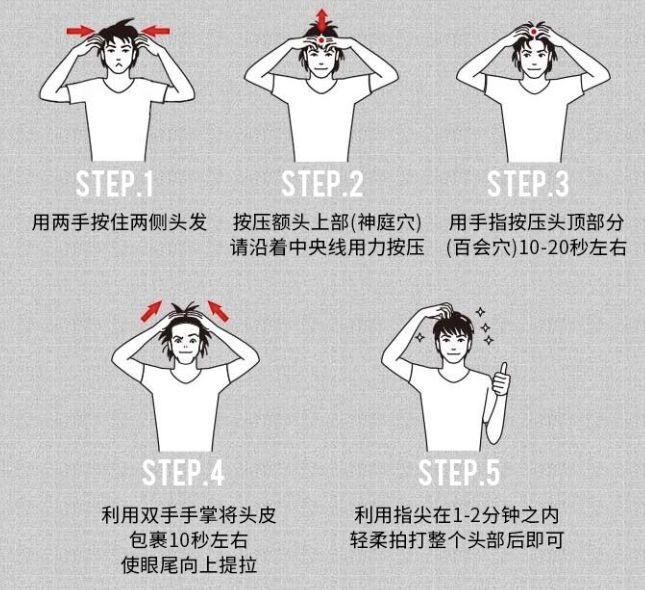 STEP.1
用两手按住两侧头发
STEP.2
按压额头上部(神庭穴)
请沿着中央线用力按压
STEP.3
用手指按压头顶部分
(百会穴)10-20秒左右
STEP.4
利用双手手掌将头皮
包裹10秒左右
使眼尾向上提拉
STEP.5
利用指尖在1-2分钟之内
轻柔拍打整个头部后即可